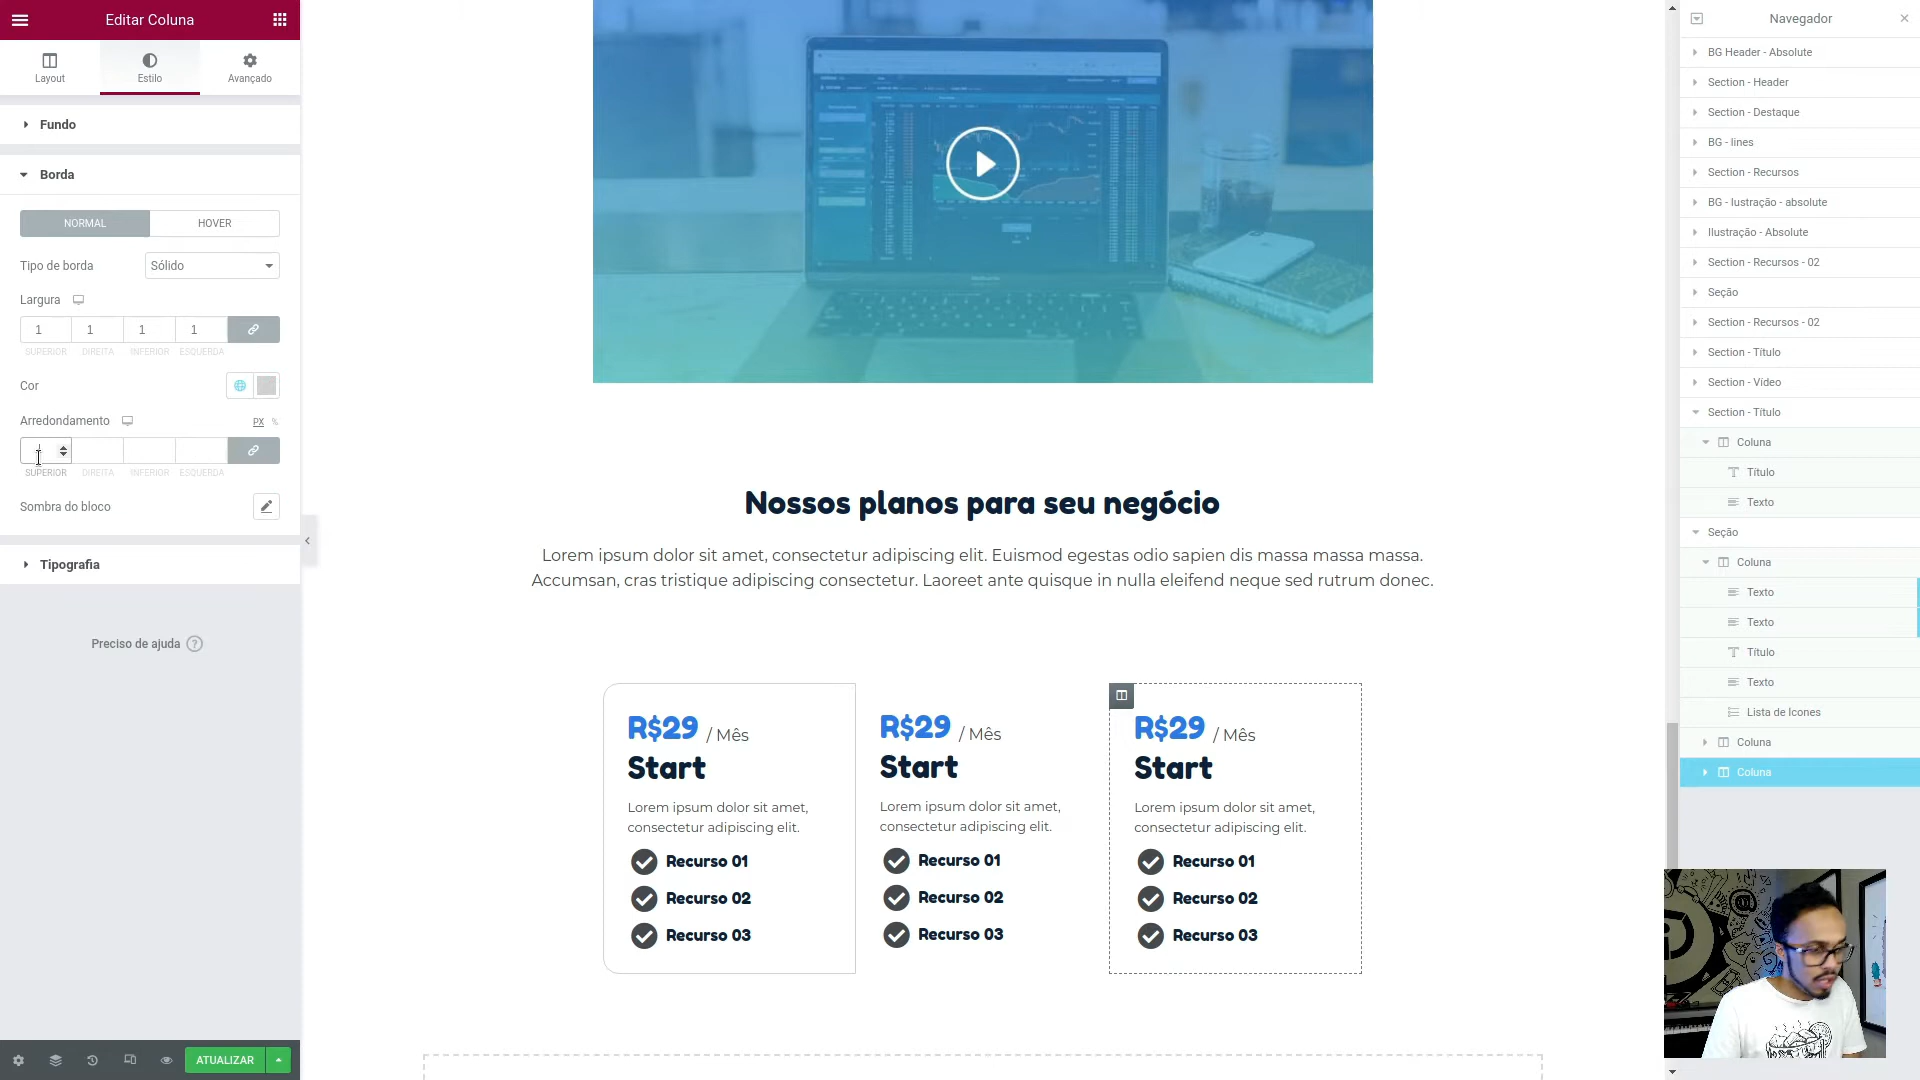 Editar Coluna
Layout
Estilo
Avançado
Fundo
Borda
NORMAL
HOVER
Tipo de borda
Sólido
Largura
1 1 1 1
SUPERIOR DIREITA INFERIOR ESQUERDA
Cor
Arredondamento
PX %
SUPERIOR DIREITA INFERIOR ESQUERDA
Sombra do bloco
Tipografia
Preciso de ajuda ?
ATUALIZAR
Nossos planos para seu negócio
Lorem ipsum dolor sit amet, consectetur adipiscing elit. Euismod egestas odio sapien dis massa massa massa.
Accumsan, cras tristique adipiscing consectetur. Laoreet ante quisque in nulla eleifend neque sed rutrum donec.
R$29 / Mês
Start
Lorem ipsum dolor sit amet,
consectetur adipiscing elit.
Recurso 01
Recurso 02
Recurso 03
R$29 / Mês
Start
Lorem ipsum dolor sit amet,
consectetur adipiscing elit.
Recurso 01
Recurso 02
Recurso 03
R$29 / Mês
Start
Lorem ipsum dolor sit amet,
consectetur adipiscing elit.
Recurso 01
Recurso 02
Recurso 03
Navegador
BG Header - Absolute
Section - Header
Section - Destaque
BG - lines
Section - Recursos
BG - lustração - absolute
Ilustração - Absolute
Section - Recursos - 02
Seção
Section - Recursos - 02
Section - Título
Section - Vídeo
Section - Título
Coluna
Título
Texto
Seção
Coluna
Texto
Texto
Título
Texto
Lista de Icones
Coluna
Coluna